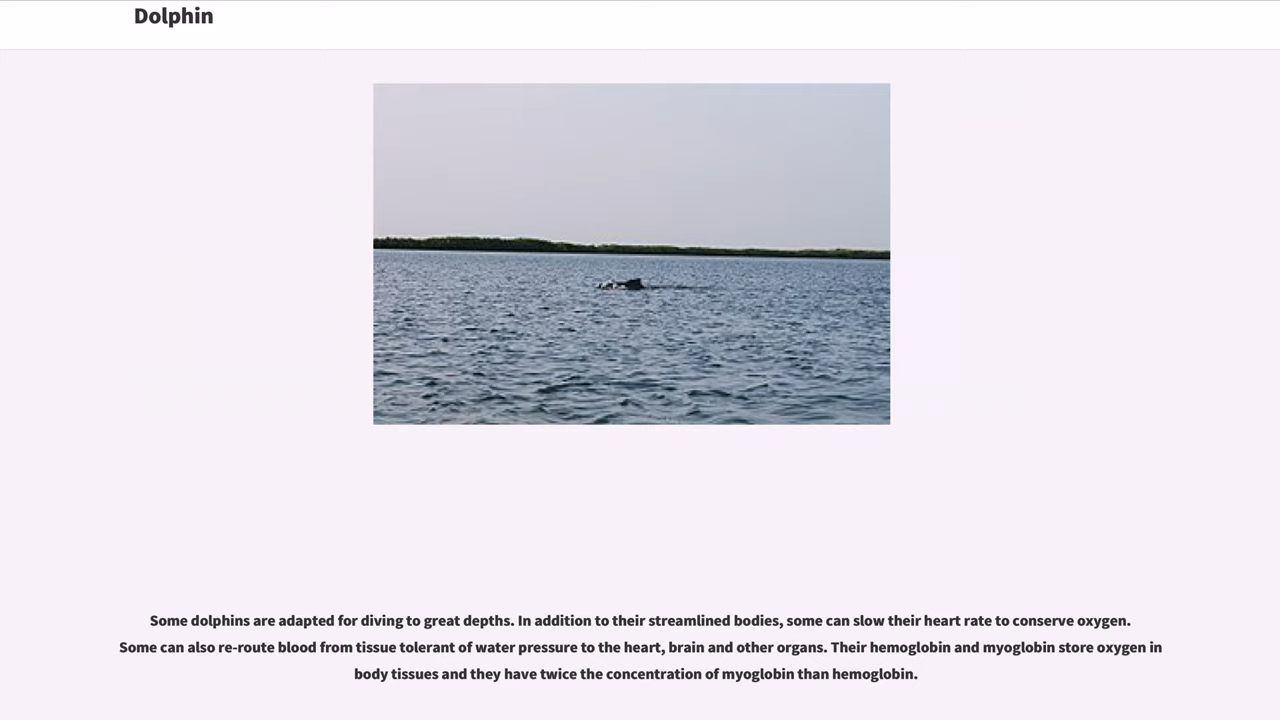 Dolphin
Some dolphins are adapted for diving to great depths. In addition to their streamlined bodies, some can slow their heart rate to conserve oxygen.
Some can also re-route blood from tissue tolerant of water pressure to the heart, brain and other organs. Their hemoglobin and myoglobin store oxygen in
body tissues and they have twice the concentration of myoglobin than hemoglobin.